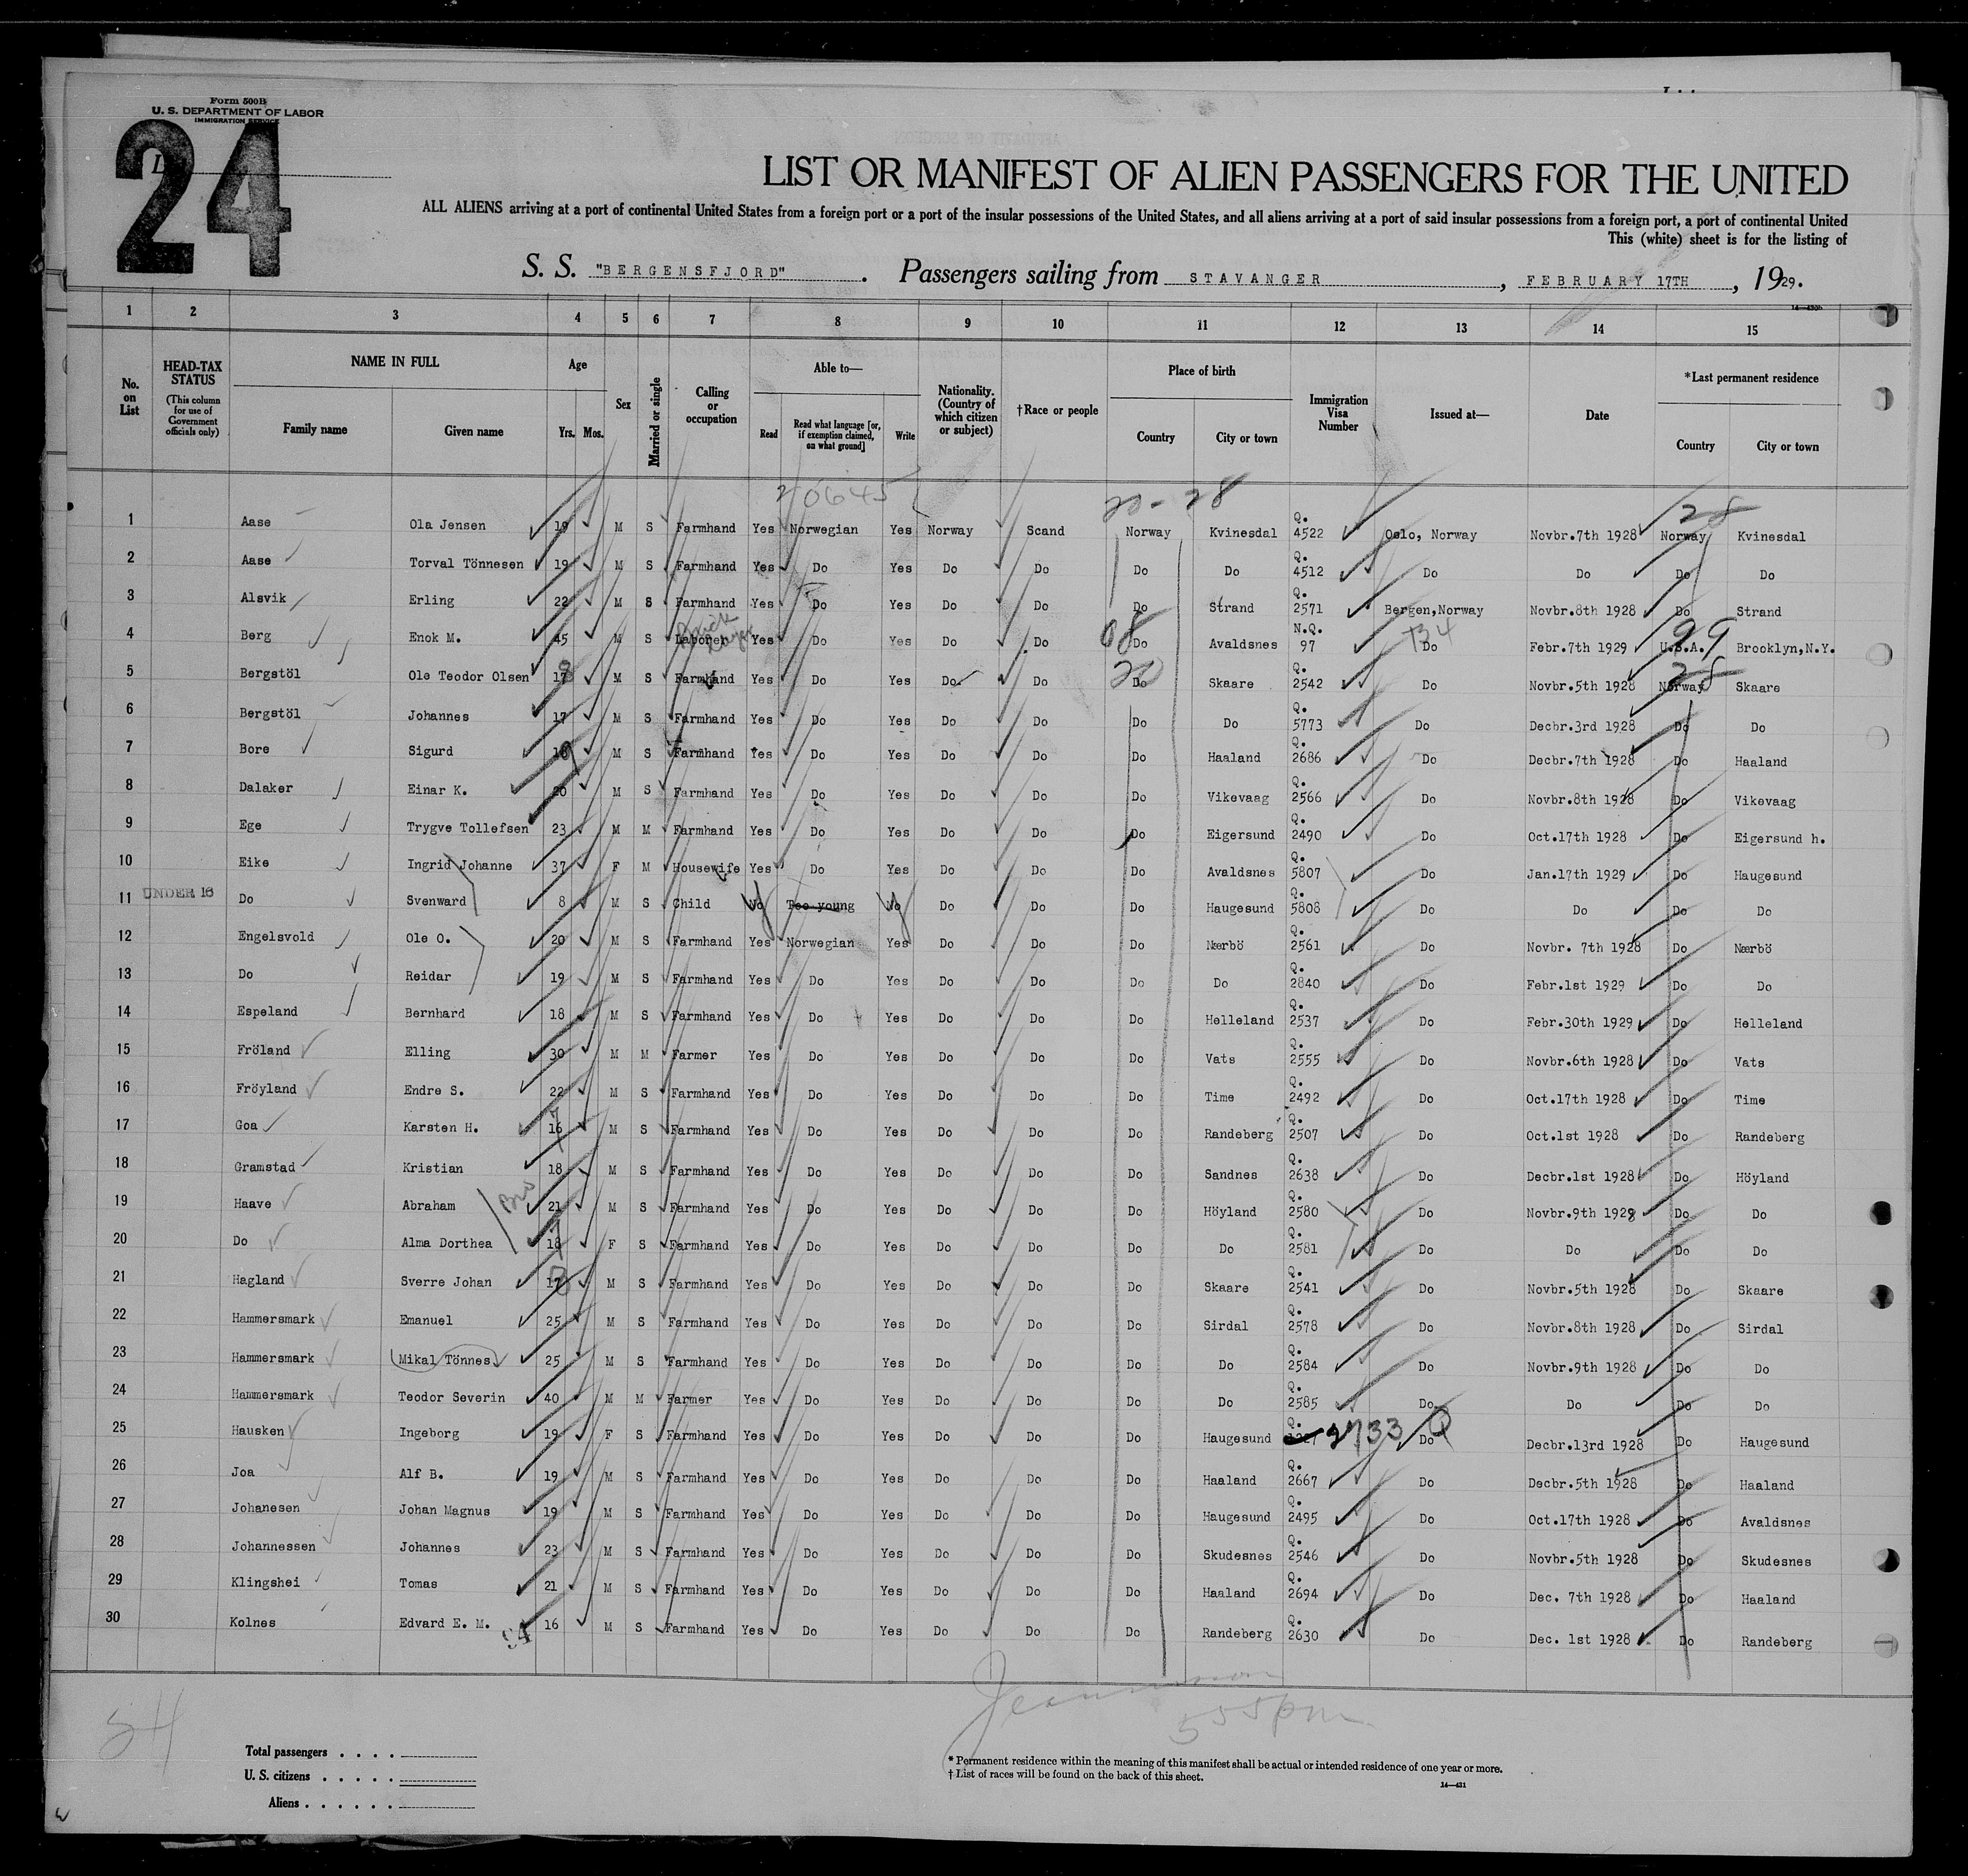 Form 500B
U. S. DEPARTMENT OF LABOR
IMMIGRATION SERVICE
24
LIST OR MANIFEST OF ALIEN PASSENGERS FOR THE UNITED
ALL ALIENS arriving at a port of continental United States from a foreign port or a port of the insular possessions of the United States, and all aliens arriving at a port of said insular possessions from a foreign port, a port of continental United
This (white) sheet is for the listing of
S. S. "BERGENSFJORD". Passengers sailing from STAVANGER, FEBRUARY 17TH, 1929.
1 2 3 4 5 6 7 8 9 10 11 12 13 14 15
No. on List
HEAD-TAX STATUS (This column for use of Government officials only)
NAME IN FULL
Family name Given name
Age
Yrs. Mos.
Sex
Married or single
Calling or occupation
Able to—
Read Read what language [or, if exemption claimed, on what ground] Write
Nationality. (Country of which citizen or subject)
†Race or people
Place of birth
Country City or town
Immigration Visa Number
Issued at—
Date
*Last permanent residence
Country City or town
20645 20-28 28
1 Aase Ola Jensen 19 M S Farmhand Yes Norwegian Yes Norway Scand Norway Kvinesdal Q. 4522 Oslo, Norway Novbr.7th 1928 Norway Kvinesdal
2 Aase Torval Tönnesen 19 M S Farmhand Yes Do Yes Do Do Do Do Q. 4512 Do Do Do Do
3 Alsvik Erling 22 M S Farmhand Yes Do Yes Do Do Do Strand Q. 2571 Bergen,Norway Novbr.8th 1928 Do Strand
4 Berg Enok M. 45 M S Laborer Yes Do Yes Do Do Do Avaldsnes N.Q. 97 Do Febr.7th 1929 U.S.A. Brooklyn,N.Y.
5 Bergstöl Ole Teodor Olsen 17 M S Farmhand Yes Do Yes Do Do Do Skaare Q. 2542 Do Novbr.5th 1928 Norway Skaare
6 Bergstöl Johannes 17 M S Farmhand Yes Do Yes Do Do Do Do Q. 5773 Do Decbr.3rd 1928 Do Do
7 Bore Sigurd M S Farmhand Yes Do Yes Do Do Do Haaland Q. 2686 Do Decbr.7th 1928 Do Haaland
8 Dalaker Einar K. 20 M S Farmhand Yes Do Yes Do Do Do Vikevaag Q. 2566 Do Novbr.8th 1928 Do Vikevaag
9 Ege Trygve Tollefsen 23 M M Farmhand Yes Do Yes Do Do Do Eigersund Q. 2490 Do Oct.17th 1928 Do Eigersund h.
10 Eike Ingrid Johanne 37 F M Housewife Yes Do Yes Do Do Do Avaldsnes Q. 5807 Do Jan.17th 1929 Do Haugesund
11 UNDER 16 Do Svenward 8 M S Child No Too young No Do Do Do Haugesund Q. 5808 Do Do Do Do
12 Engelsvold Ole O. 20 M S Farmhand Yes Norwegian Yes Do Do Do Nærbö Q. 2561 Do Novbr. 7th 1928 Do Nærbö
13 Do Reidar 19 M S Farmhand Yes Do Yes Do Do Do Do Q. 2840 Do Febr.1st 1929 Do Do
14 Espeland Bernhard 18 M S Farmhand Yes Do Yes Do Do Do Helleland Q. 2537 Do Febr.30th 1929 Do Helleland
15 Fröland Elling 30 M M Farmer Yes Do Yes Do Do Do Vats Q. 2555 Do Novbr.6th 1928 Do Vats
16 Fröyland Endre S. 22 M S Farmhand Yes Do Yes Do Do Do Time Q. 2492 Do Oct.17th 1928 Do Time
17 Goa Karsten H. 16 M S Farmhand Yes Do Yes Do Do Do Randeberg Q. 2507 Do Oct.1st 1928 Do Randeberg
18 Gramstad Kristian 18 M S Farmhand Yes Do Yes Do Do Do Sandnes Q. 2638 Do Decbr.1st 1928 Do Höyland
19 Haave Abraham Bro 21 M S Farmhand Yes Do Yes Do Do Do Höyland Q. 2580 Do Novbr.9th 1928 Do Do
20 Do Alma Dorthea 18 F S Farmhand Yes Do Yes Do Do Do Do Q. 2581 Do Do Do Do
21 Hagland Sverre Johan 17 M S Farmhand Yes Do Yes Do Do Do Skaare Q. 2541 Do Novbr.5th 1928 Do Skaare
22 Hammersmark Emanuel 25 M S Farmhand Yes Do Yes Do Do Do Sirdal Q. 2578 Do Novbr.8th 1928 Do Sirdal
23 Hammersmark Mikal Tönnes 25 M S Farmhand Yes Do Yes Do Do Do Do Q. 2584 Do Novbr.9th 1928 Do Do
24 Hammersmark Teodor Severin 40 M M Farmer Yes Do Yes Do Do Do Do Q. 2585 Do Do Do Do
25 Hausken Ingeborg 19 F S Farmhand Yes Do Yes Do Do Do Haugesund Q. 2733 Q Do Decbr.13rd 1928 Do Haugesund
26 Joa Alf B. 19 M S Farmhand Yes Do Yes Do Do Do Haaland Q. 2667 Do Decbr.5th 1928 Do Haaland
27 Johanesen Johan Magnus 19 M S Farmhand Yes Do Yes Do Do Do Haugesund Q. 2495 Do Oct.17th 1928 Do Avaldsnes
28 Johannessen Johannes 23 M S Farmhand Yes Do Yes Do Do Do Skudesnes Q. 2546 Do Novbr.5th 1928 Do Skudesnes
29 Klingshei Tomas 21 M S Farmhand Yes Do Yes Do Do Do Haaland Q. 2694 Do Dec. 7th 1928 Do Haaland
30 Kolnes Edvard E. M. 16 M S Farmhand Yes Do Yes Do Do Do Randeberg Q. 2630 Do Dec. 1st 1928 Do Randeberg
54
555pm
Total passengers
U. S. citizens
Aliens
* Permanent residence within the meaning of this manifest shall be actual or intended residence of one year or more.
† List of races will be found on the back of this sheet.
14—431